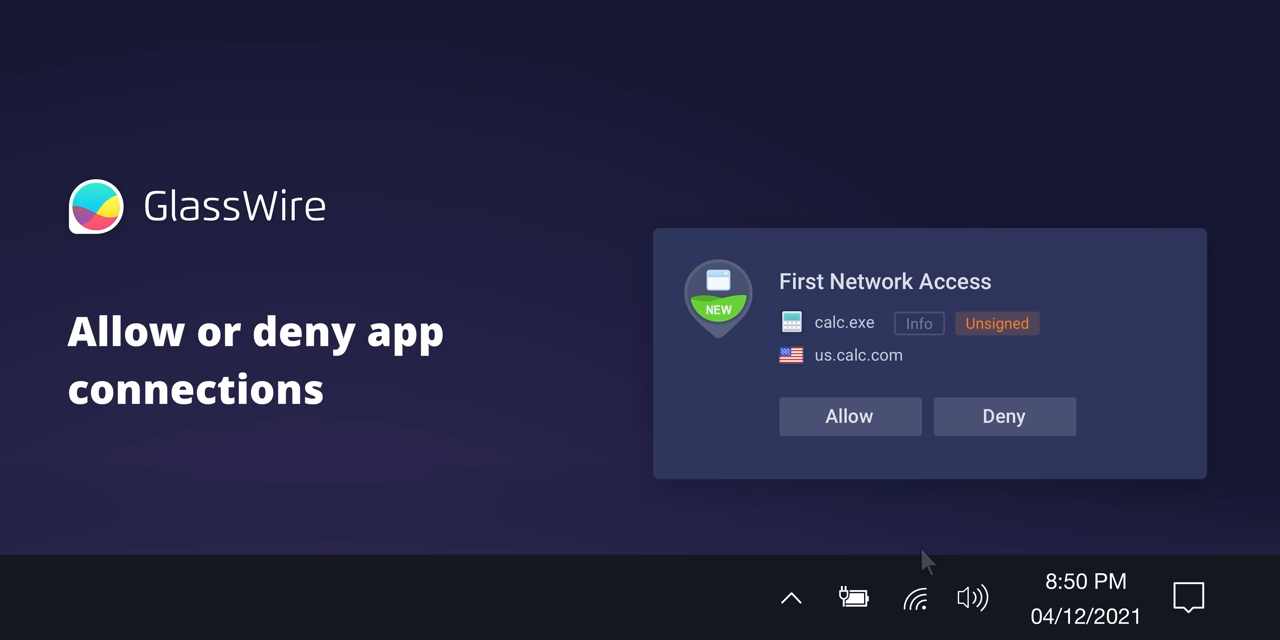 GlassWire
Allow or deny app
connections
First Network Access
NEW
calc.exe Info Unsigned
us.calc.com
Allow Deny
8:50 PM
04/12/2021